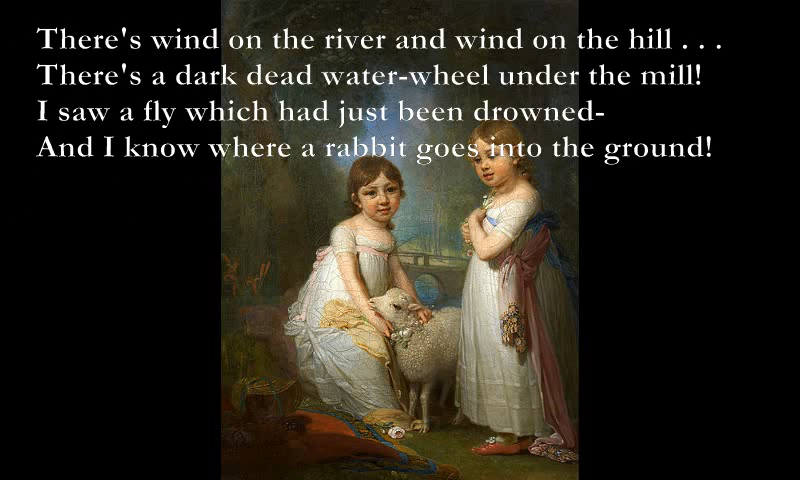 There's wind on the river and wind on the hill . . .
There's a dark dead water-wheel under the mill!
I saw a fly which had just been drowned-
And I know where a rabbit goes into the ground!